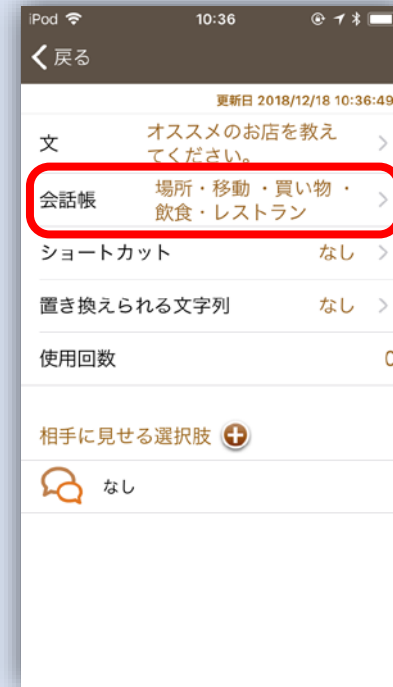 iPod 10:36
戻る
更新日 2018/12/18 10:36:49
文 オススメのお店を教え
てください。
会話帳 場所・移動 ・買い物 ・
飲食・レストラン
ショートカット なし
置き換えられる文字列 なし
使用回数 0
相手に見せる選択肢
なし